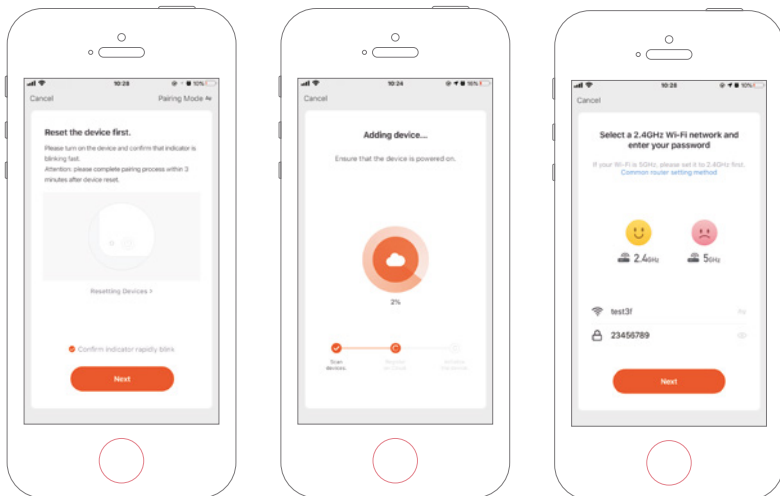 10:28
10%
Cancel
Pairing Mode
Reset the device first.
Please turn on the device and confirm that indicator is
blinking fast.
Attention: please complete pairing process within 3
minutes after device reset.
Resetting Devices >
Confirm indicator rapidly blink
Next
10:24
16%
Cancel
Adding device...
Ensure that the device is powered on.
2%
Scan
devices.
10:28
10%
Cancel
Select a 2.4GHz Wi-Fi network and
enter your password
If your Wi-Fi is 5GHz, please set it to 2.4GHz first.
Common router setting method
2.4GHz
5GHz
test3f
23456789
Next